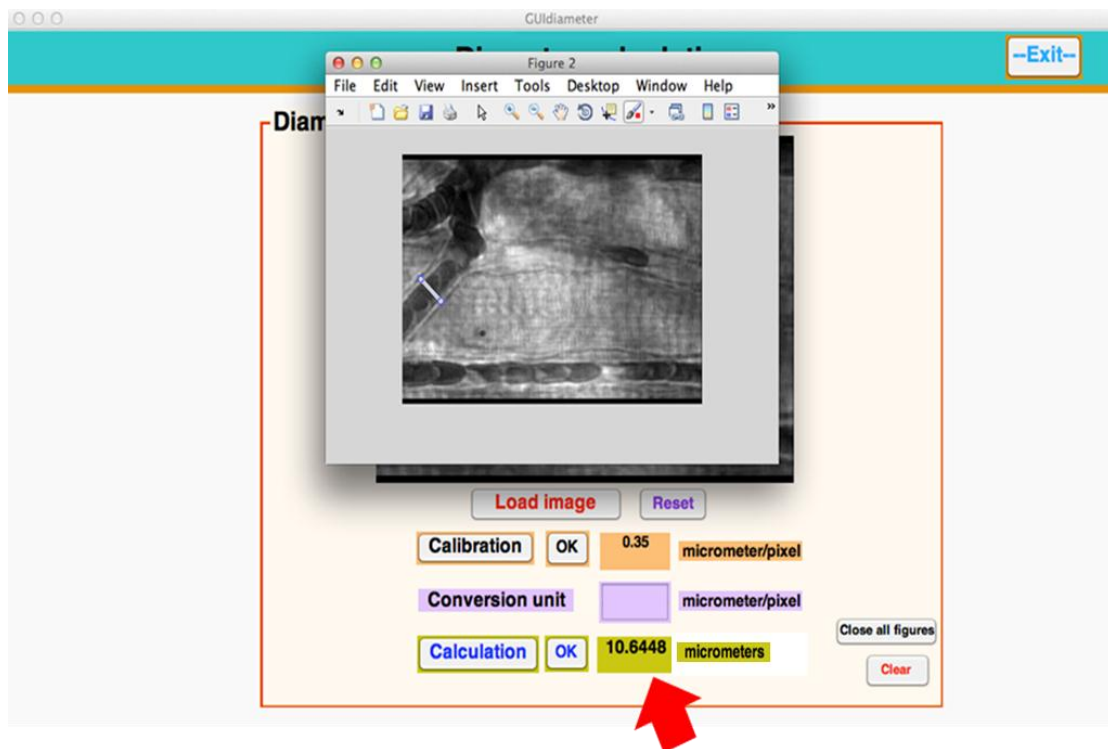 GUIdiameter
--Exit--
Figure 2
File Edit View Insert Tools Desktop Window Help
Diam
Load image Reset
Calibration OK 0.35 micrometer/pixel
Conversion unit micrometer/pixel
Close all figures
Calculation OK 10.6448 micrometers
Clear